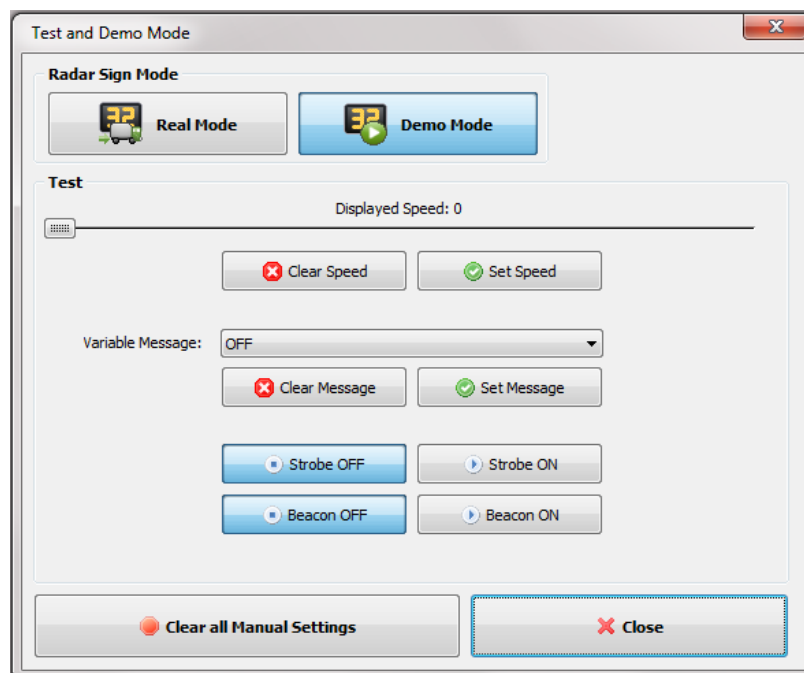 Test and Demo Mode
Radar Sign Mode
32 Real Mode
32 Demo Mode
Test
Displayed Speed: 0
Clear Speed
Set Speed
Variable Message: OFF
Clear Message
Set Message
Strobe OFF
Strobe ON
Beacon OFF
Beacon ON
Clear all Manual Settings
Close